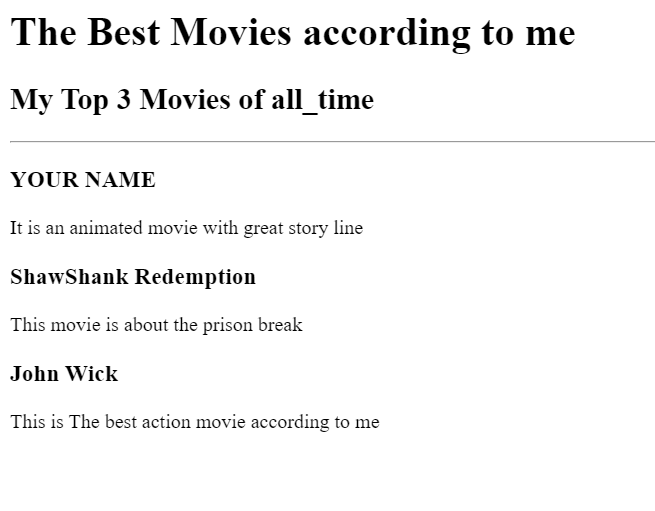 The Best Movies according to me
My Top 3 Movies of all_time
YOUR NAME
It is an animated movie with great story line
ShawShank Redemption
This movie is about the prison break
John Wick
This is The best action movie according to me